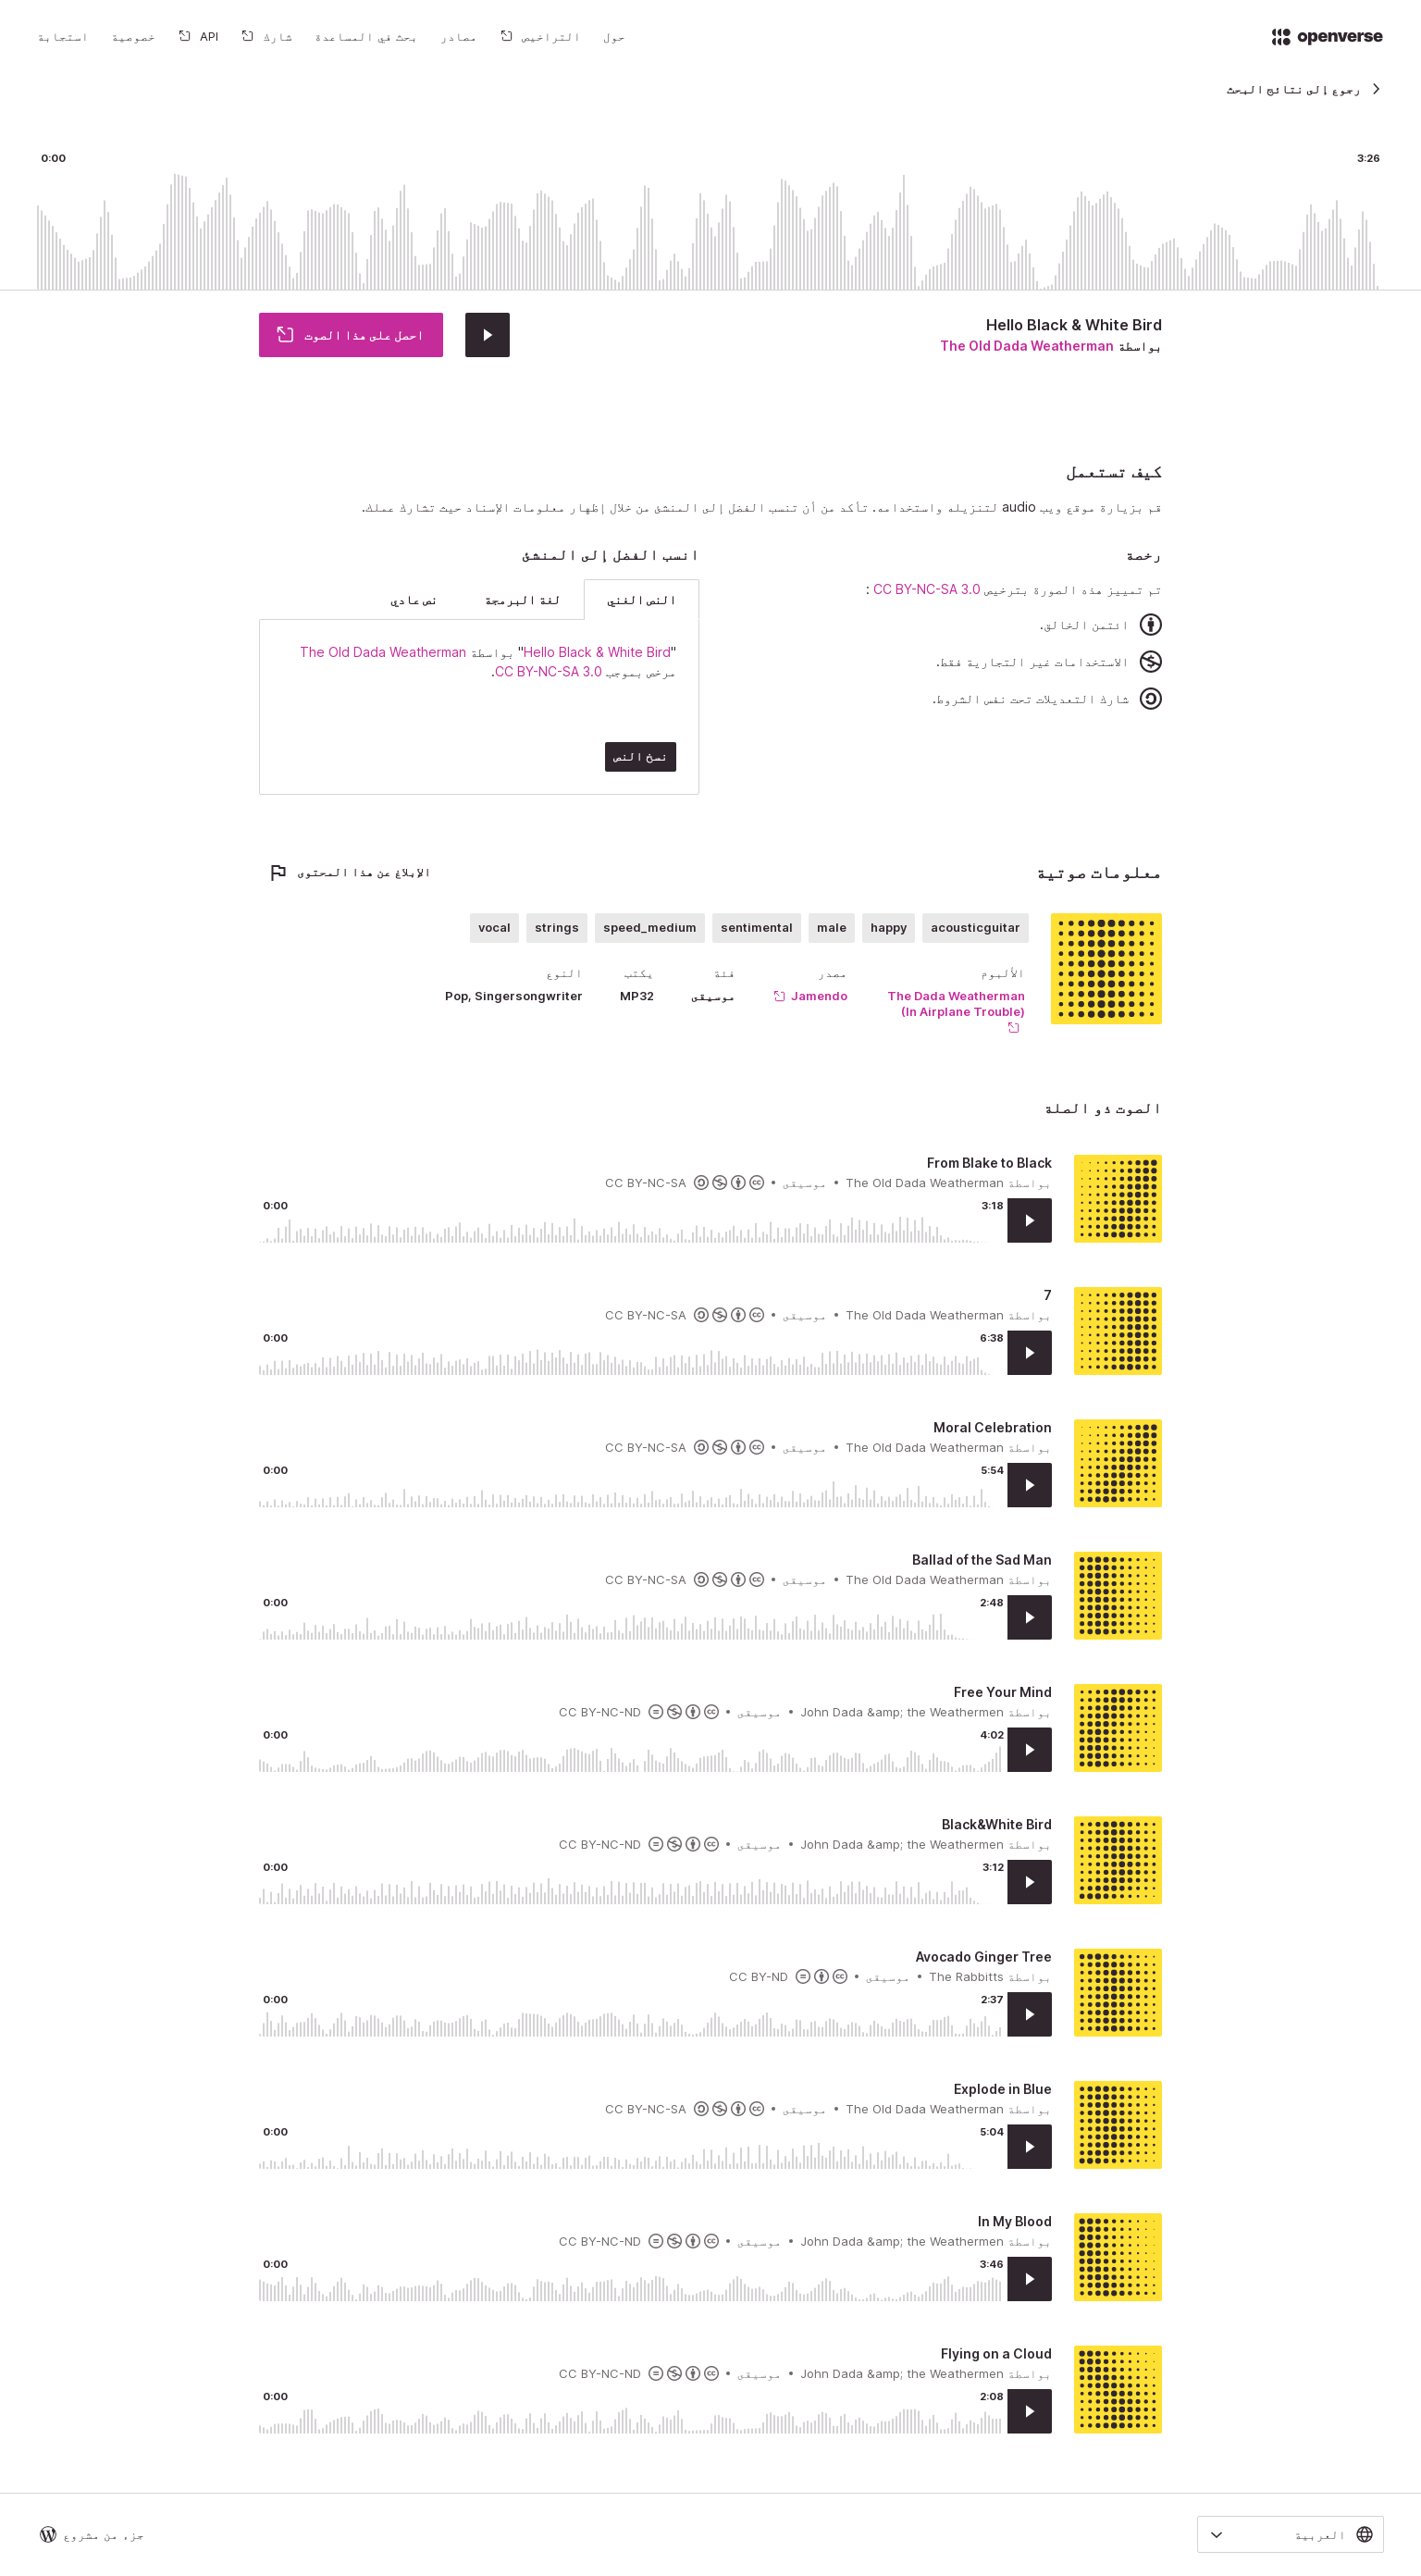 openverse
حول
التراخيص
مصادر
بحث في المساعدة
شارك
API
خصوصية
استجابة
رجوع إلى نتائج البحث
3:26
0:00
Hello Black & White Bird
بواسطة The Old Dada Weatherman
احصل على هذا الصوت
كيف تستعمل
قم بزيارة موقع ويب audio لتنزيله واستخدامه. تأكد من أن تنسب الفضل إلى المنشئ من خلال إظهار معلومات الإسناد حيث تشارك عملك.
رخصة
تم تمييز هذه الصورة بترخيص CC BY-NC-SA 3.0 :
ائتمن الخالق.
الاستخدامات غير التجارية فقط.
شارك التعديلات تحت نفس الشروط.
انسب الفضل إلى المنشئ
النص الغني
لغة البرمجة
نص عادي
"Hello Black & White Bird" بواسطة The Old Dada Weatherman
مرخص بموجب CC BY-NC-SA 3.0.
نسخ النص
معلومات صوتية
الإبلاغ عن هذا المحتوى
acousticguitar
happy
male
sentimental
speed_medium
strings
vocal
الألبوم
The Dada Weatherman
(In Airplane Trouble)
مصدر
Jamendo
فئة
موسيقى
يكتب
MP32
النوع
Pop, Singersongwriter
الصوت ذو الصلة
From Blake to Black
بواسطة The Old Dada Weatherman • موسيقى • CC BY-NC-SA
3:18
0:00
7
بواسطة The Old Dada Weatherman • موسيقى • CC BY-NC-SA
6:38
0:00
Moral Celebration
بواسطة The Old Dada Weatherman • موسيقى • CC BY-NC-SA
5:54
0:00
Ballad of the Sad Man
بواسطة The Old Dada Weatherman • موسيقى • CC BY-NC-SA
2:48
0:00
Free Your Mind
بواسطة John Dada &amp; the Weathermen • موسيقى • CC BY-NC-ND
4:02
0:00
Black&White Bird
بواسطة John Dada &amp; the Weathermen • موسيقى • CC BY-NC-ND
3:12
0:00
Avocado Ginger Tree
بواسطة The Rabbitts • موسيقى • CC BY-ND
2:37
0:00
Explode in Blue
بواسطة The Old Dada Weatherman • موسيقى • CC BY-NC-SA
5:04
0:00
In My Blood
بواسطة John Dada &amp; the Weathermen • موسيقى • CC BY-NC-ND
3:46
0:00
Flying on a Cloud
بواسطة John Dada &amp; the Weathermen • موسيقى • CC BY-NC-ND
2:08
0:00
العربية
جزء من مشروع